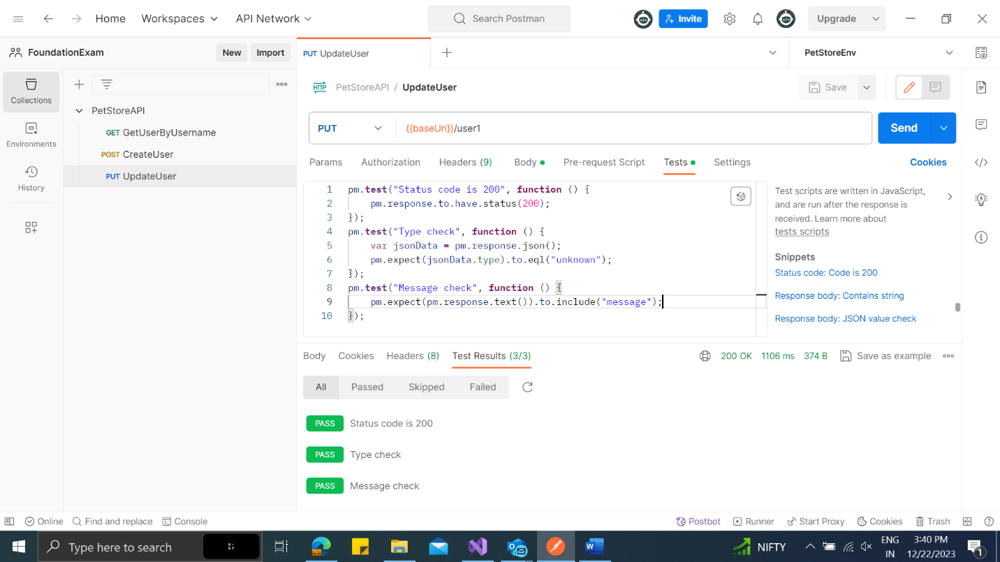 Home Workspaces API Network Search Postman Invite Upgrade
FoundationExam New Import PUT UpdateUser PetStoreEnv
Collections
Environments
History
PetStoreAPI
GET GetUserByUsername
POST CreateUser
PUT UpdateUser
HTTP PetStoreAPI / UpdateUser Save
PUT {{baseUrl}}/user1 Send
Params Authorization Headers (9) Body Pre-request Script Tests Settings Cookies
1 pm.test("Status code is 200", function () {
2 pm.response.to.have.status(200);
3 });
4 pm.test("Type check", function () {
5 var jsonData = pm.response.json();
6 pm.expect(jsonData.type).to.eql("unknown");
7 });
8 pm.test("Message check", function () {
9 pm.expect(pm.response.text()).to.include("message");
10 });
Test scripts are written in JavaScript,
and are run after the response is
received. Learn more about
tests scripts
Snippets
Status code: Code is 200
Response body: Contains string
Response body: JSON value check
Body Cookies Headers (8) Test Results (3/3) 200 OK 1106 ms 374 B Save as example
All Passed Skipped Failed
PASS Status code is 200
PASS Type check
PASS Message check
Online Find and replace Console Postbot Runner Start Proxy Cookies Trash
Type here to search NIFTY ENG IN 3:40 PM 12/22/2023 1